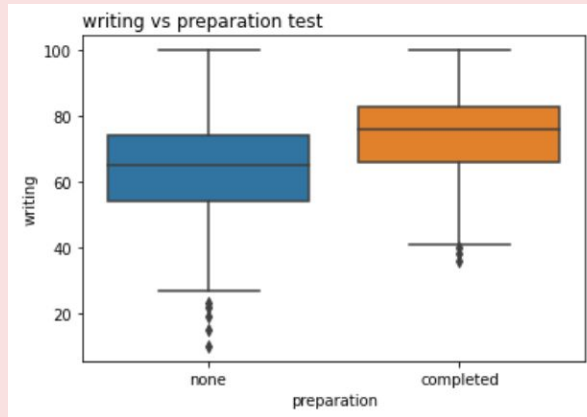 writing vs preparation test
100
80
60
40
20
writing
none completed
preparation